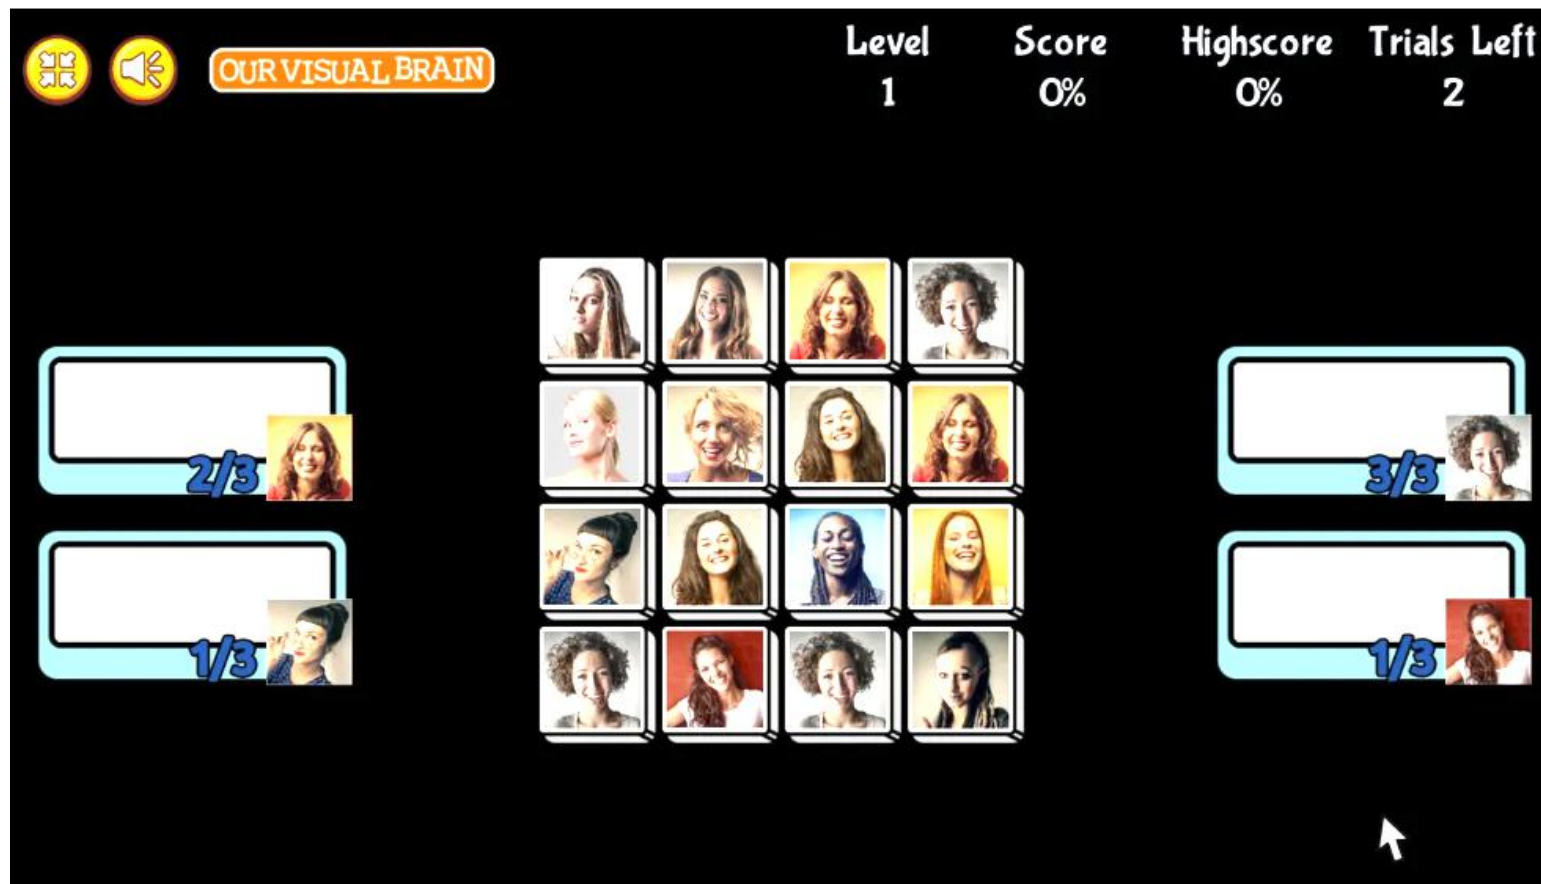 OUR VISUAL BRAIN
Level Score Highscore Trials Left
1 0% 0% 2
2/3 3/3
1/3 1/3